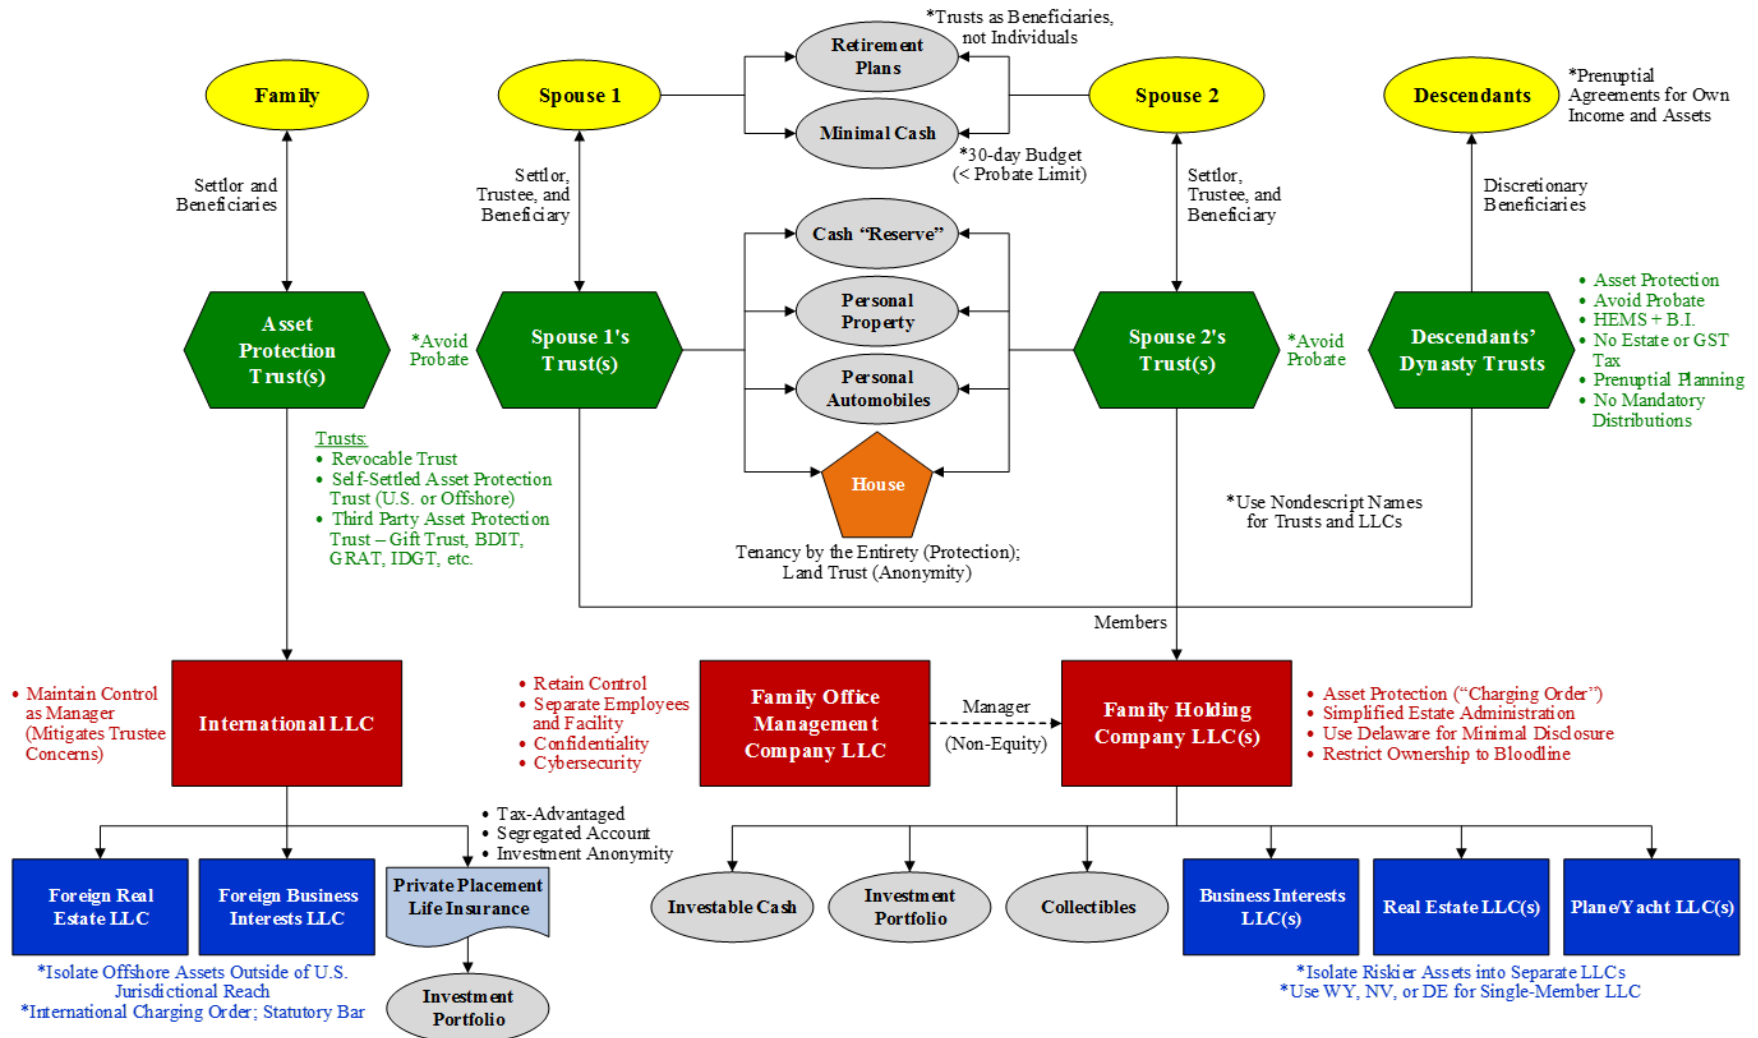 *Trusts as Beneficiaries,
not Individuals
Retirement
Plans
Family
Spouse 1
Spouse 2
Descendants
*Prenuptial
Agreements for Own
Income and Assets
Minimal Cash
*30-day Budget
(< Probate Limit)
Settlor and
Beneficiaries
Settlor,
Trustee, and
Beneficiary
Settlor,
Trustee, and
Beneficiary
Discretionary
Beneficiaries
Cash “Reserve”
Personal
Property
Personal
Automobiles
House
Tenancy by the Entirety (Protection);
Land Trust (Anonymity)
Asset
Protection
Trust(s)
*Avoid
Probate
Spouse 1's
Trust(s)
Spouse 2's
Trust(s)
*Avoid
Probate
Descendants’
Dynasty Trusts
• Asset Protection
• Avoid Probate
• HEMS + B.I.
• No Estate or GST
Tax
• Prenuptial Planning
• No Mandatory
Distributions
Trusts:
• Revocable Trust
• Self-Settled Asset Protection
Trust (U.S. or Offshore)
• Third Party Asset Protection
Trust – Gift Trust, BDIT,
GRAT, IDGT, etc.
*Use Nondescript Names
for Trusts and LLCs
Members
• Maintain Control
as Manager
(Mitigates Trustee
Concerns)
International LLC
• Retain Control
• Separate Employees
and Facility
• Confidentiality
• Cybersecurity
Family Office
Management
Company LLC
Manager
(Non-Equity)
Family Holding
Company LLC(s)
• Asset Protection (“Charging Order”)
• Simplified Estate Administration
• Use Delaware for Minimal Disclosure
• Restrict Ownership to Bloodline
• Tax-Advantaged
• Segregated Account
• Investment Anonymity
Foreign Real
Estate LLC
Foreign Business
Interests LLC
Private Placement
Life Insurance
Investable Cash
Investment
Portfolio
Collectibles
Business Interests
LLC(s)
Real Estate LLC(s)
Plane/Yacht LLC(s)
*Isolate Offshore Assets Outside of U.S.
Jurisdictional Reach
*International Charging Order; Statutory Bar
Investment
Portfolio
*Isolate Riskier Assets into Separate LLCs
*Use WY, NV, or DE for Single-Member LLC